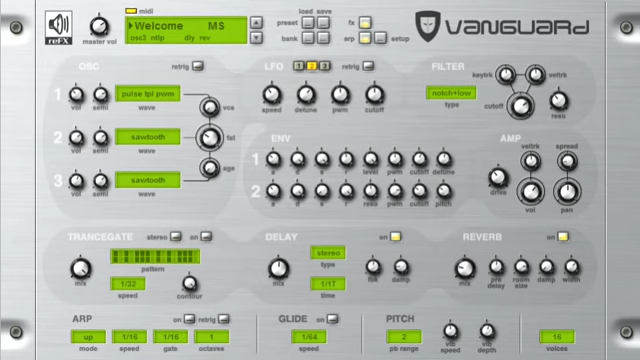 midi
load save
Welcome MS
osc3 ntlp dly rev
preset
bank
fx
arp
setup
VANGUARD
reFX
master vol
OSC
retrig
1
vol semi
pulse tpi pwm
wave
vcs
2
vol semi
sawtooth
wave
fat
3
vol semi
sawtooth
wave
age
LFO
1 2 3
retrig
speed detune pwm cutoff
FILTER
keytrk veltrk
notch+low
type
cutoff
reso
ENV
1
a d s r level pwm cutoff detune
2
a d s r reso pwm cutoff pitch
AMP
veltrk spread
drive
vol pan
TRANCEGATE
stereo on
mix
pattern
1/32
speed
contour
DELAY
on
mix
stereo
type
1/1T
time
fbk damp
REVERB
on
mix
pre delay
room size
damp width
ARP
on retrig
up 1/16 1/16 1
mode speed gate octaves
GLIDE
on
1/64
speed
PITCH
2
pb range
vib speed
vib depth
16
voices